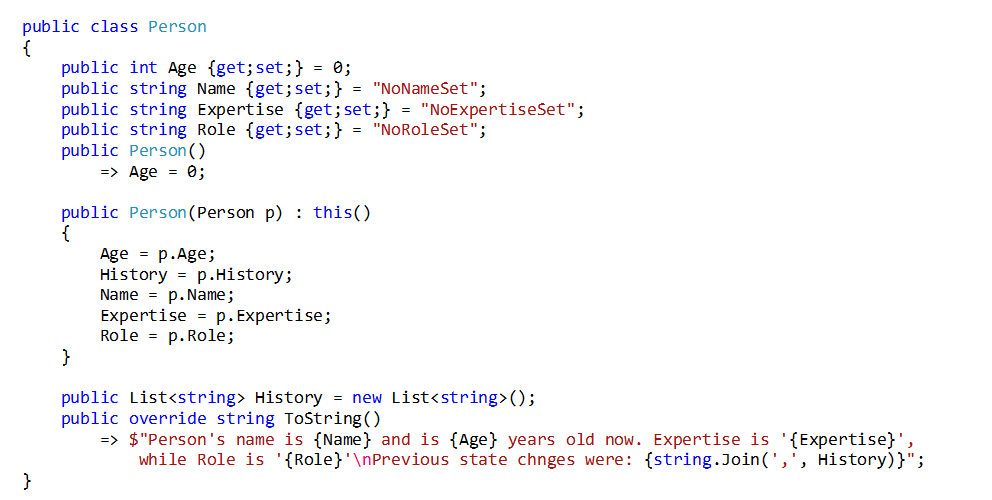 public class Person
{
    public int Age {get;set;} = 0;
    public string Name {get;set;} = "NoNameSet";
    public string Expertise {get;set;} = "NoExpertiseSet";
    public string Role {get;set;} = "NoRoleSet";
    public Person()
        => Age = 0;

    public Person(Person p) : this()
    {
        Age = p.Age;
        History = p.History;
        Name = p.Name;
        Expertise = p.Expertise;
        Role = p.Role;
    }

    public List<string> History = new List<string>();
    public override string ToString()
        => $"Person's name is {Name} and is {Age} years old now. Expertise is '{Expertise}',
            while Role is '{Role}'\nPrevious state chnges were: {string.Join(',', History)}";
}